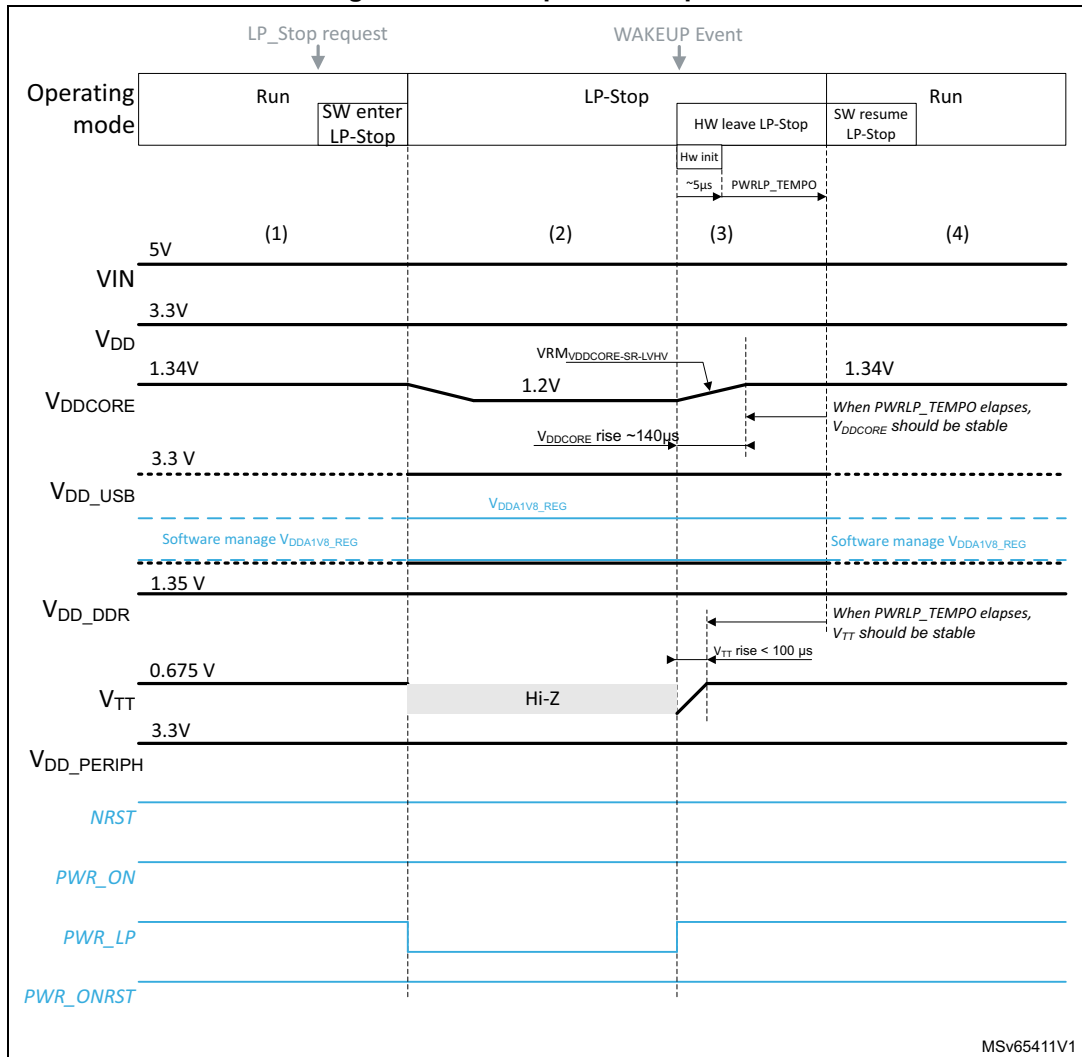 LP_Stop request
WAKEUP Event
Operating mode
Run
SW enter
LP-Stop
LP-Stop
HW leave LP-Stop
SW resume
LP-Stop
Run
Hw init
~5µs
PWRLP_TEMPO
(1)
(2)
(3)
(4)
5V
VIN
3.3V
VDD
1.34V
VRMVDDCORE-SR-LVHV
1.2V
1.34V
VDDCORE
When PWRLP_TEMPO elapses,
VDDCORE should be stable
VDDCORE rise ~140µs
3.3 V
VDD_USB
VDDA1V8_REG
Software manage VDDA1V8_REG
Software manage VDDA1V8_REG
1.35 V
VDD_DDR
When PWRLP_TEMPO elapses,
VTT should be stable
VTT rise < 100 µs
0.675 V
VTT
Hi-Z
3.3V
VDD_PERIPH
NRST
PWR_ON
PWR_LP
PWR_ONRST
MSv65411V1